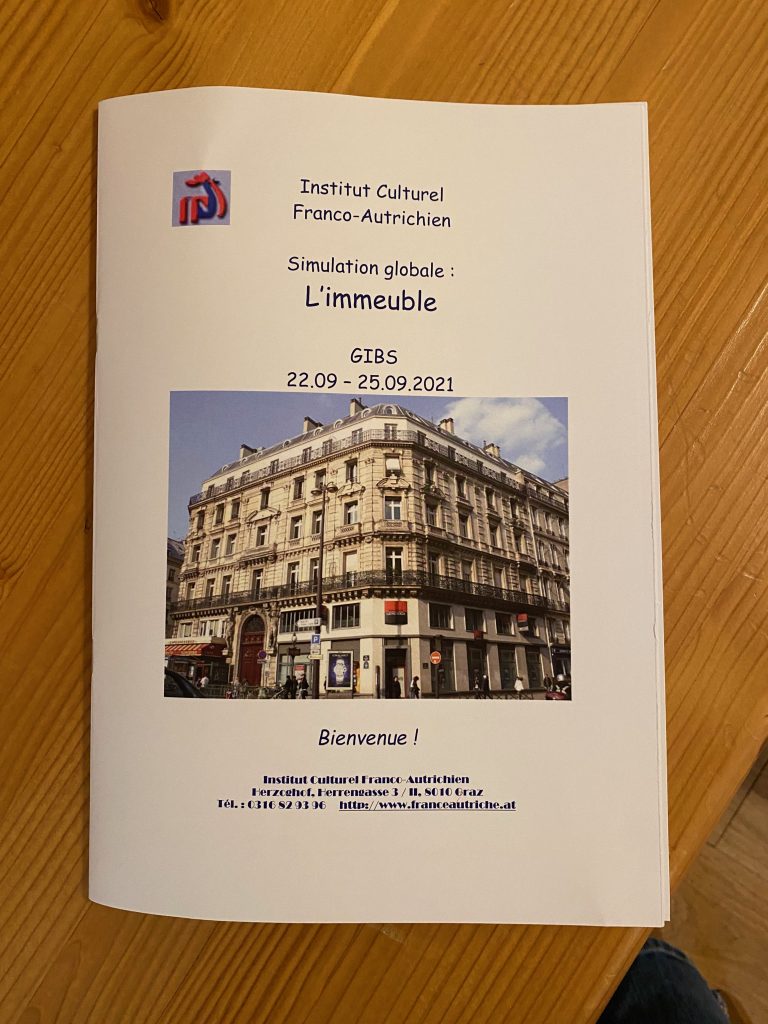 Institut Culturel
Franco-Autrichien
Simulation globale :
L'immeuble
GIBS
22.09 – 25.09.2021
Bienvenue !
Institut Culturel Franco-Autrichien
Herzoghof, Herrengasse 3 / II, 8010 Graz
Tél. : 0316 82 93 96 http://www.franceautriche.at